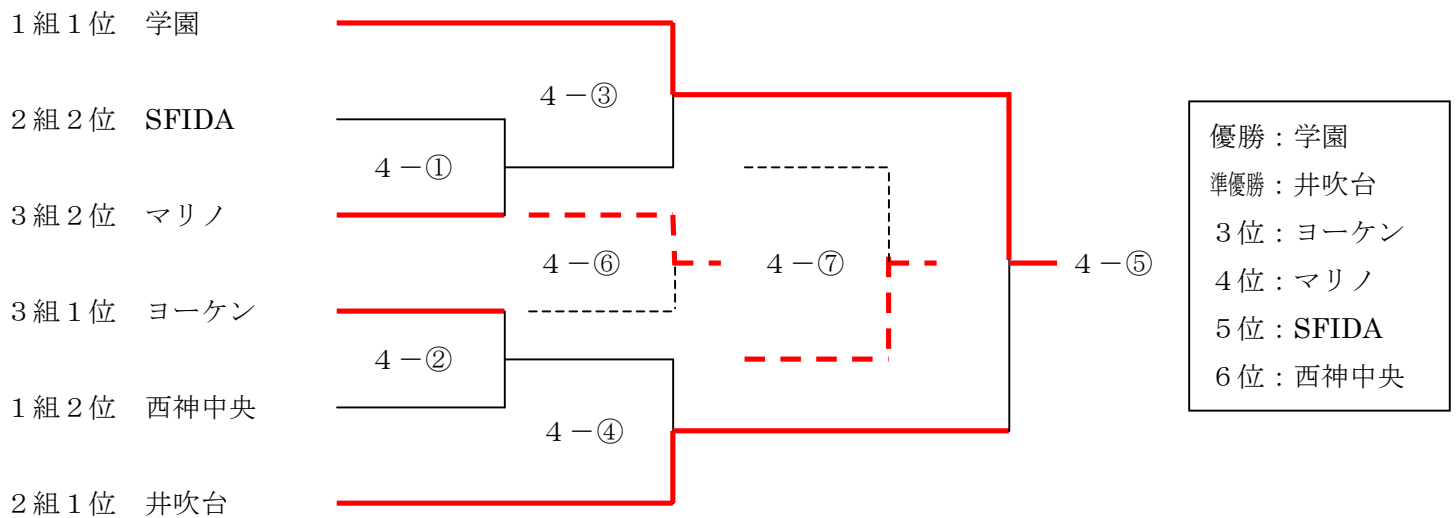 1組1位 学園
4-③
2組2位 SFIDA
4-①
3組2位 マリノ
4-⑥
4-⑦
4-⑤
3組1位 ヨーケン
4-②
1組2位 西神中央
4-④
2組1位 井吹台
優勝：学園
準優勝：井吹台
3位：ヨーケン
4位：マリノ
5位：SFIDA
6位：西神中央